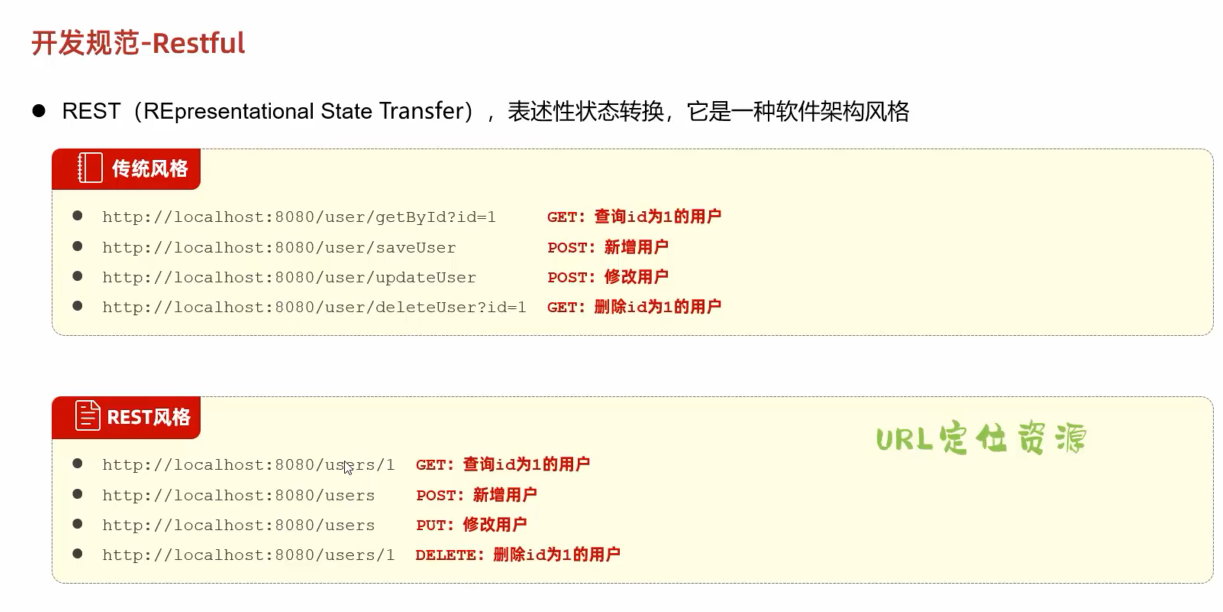 开发规范-Restful
REST（REpresentational State Transfer），表述性状态转换，它是一种软件架构风格
传统风格
http://localhost:8080/user/getById?id=1 GET：查询id为1的用户
http://localhost:8080/user/saveUser POST：新增用户
http://localhost:8080/user/updateUser POST：修改用户
http://localhost:8080/user/deleteUser?id=1 GET：删除id为1的用户
REST风格
URL定位资源
http://localhost:8080/users/1 GET：查询id为1的用户
http://localhost:8080/users POST：新增用户
http://localhost:8080/users PUT：修改用户
http://localhost:8080/users/1 DELETE：删除id为1的用户